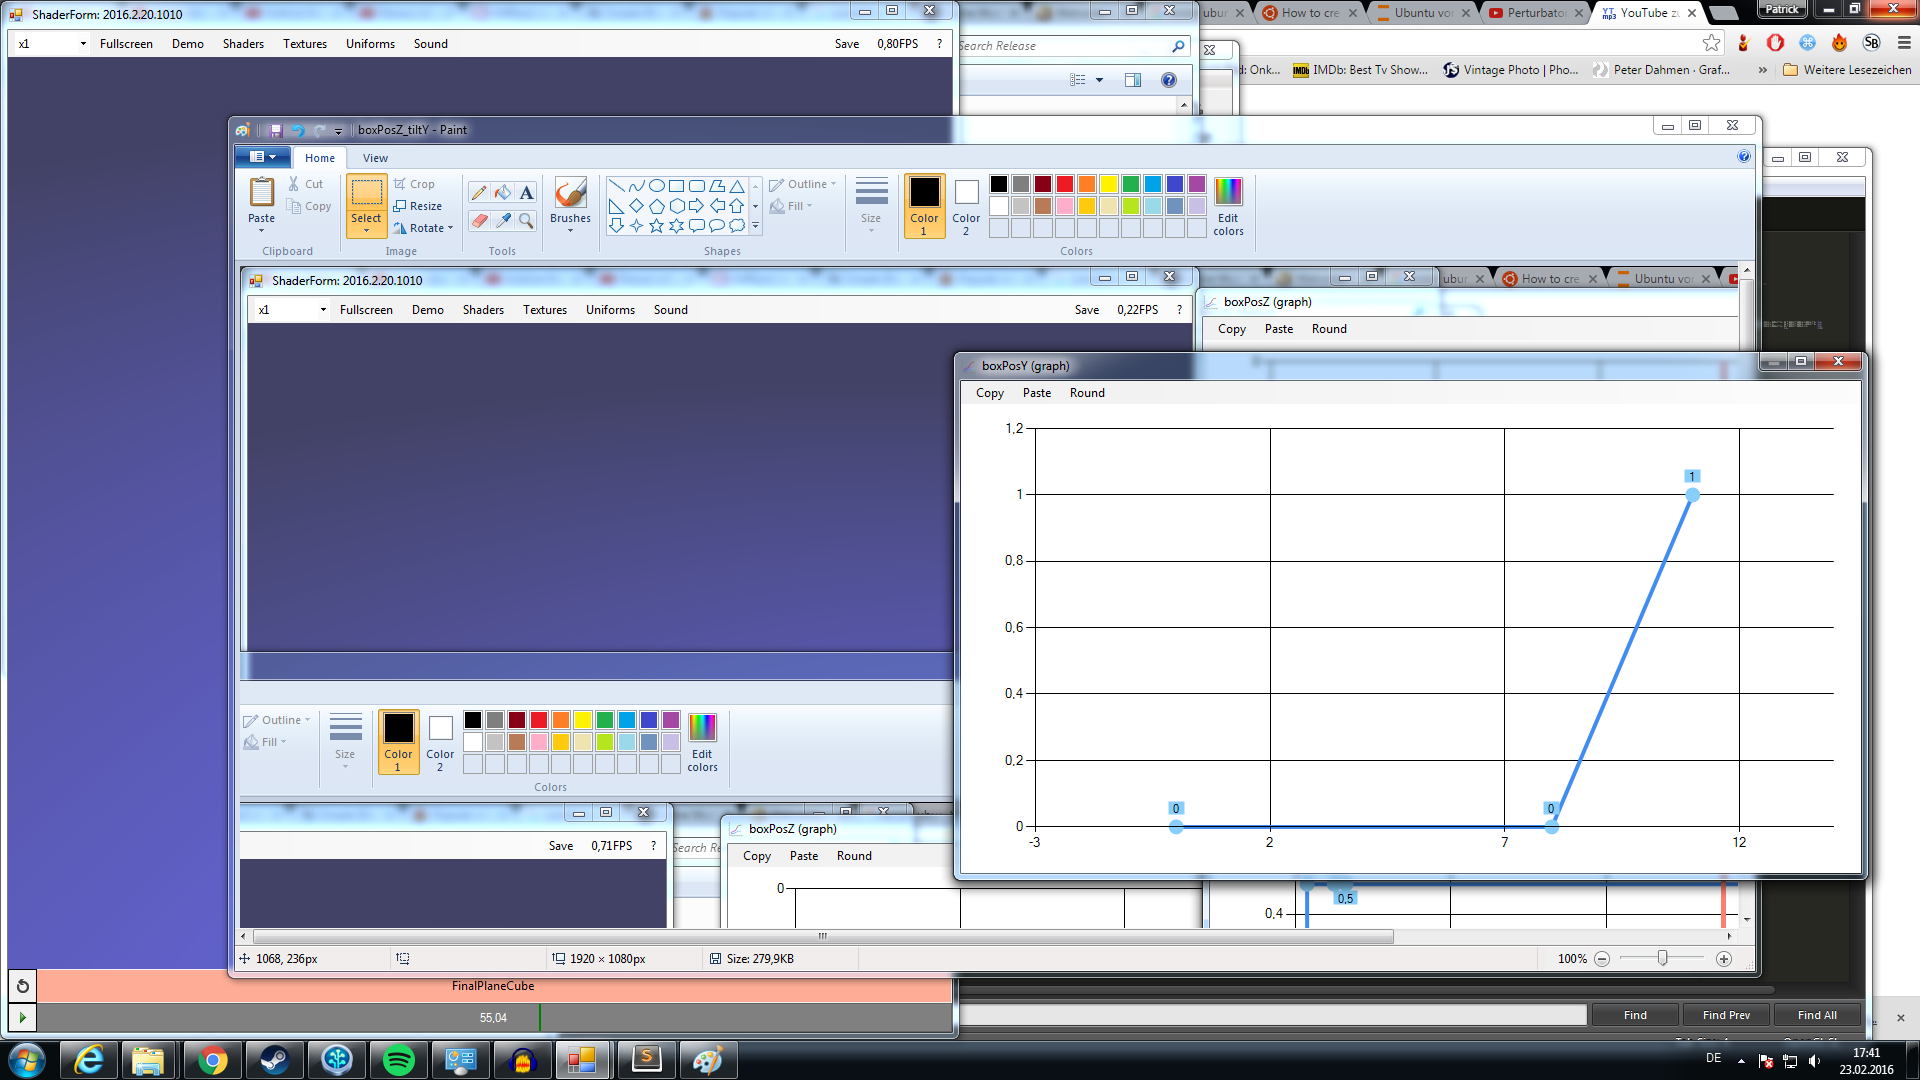 ShaderForm: 2016.2.20.1010
x1 Fullscreen Demo Shaders Textures Uniforms Sound Save 0,80FPS ?
Search Release
ubur How to cre Ubuntu vor Perturbato YouTube zu Patrick
d: Onk... IMDb: Best Tv Show... Vintage Photo | Pho... Peter Dahmen - Graf... » Weitere Lesezeichen
boxPosZ_tiltY - Paint
Home View
Paste Cut Copy Clipboard
Select Crop Resize Rotate Image
Tools
Brushes
Shapes
Outline Fill
Size
Color 1
Color 2
Edit colors
Colors
ShaderForm: 2016.2.20.1010
x1 Fullscreen Demo Shaders Textures Uniforms Sound Save 0,22FPS ?
ubur How to cre Ubuntu vor
boxPosZ (graph)
Copy Paste Round
boxPosY (graph)
Copy Paste Round
1,2
1
0,8
0,6
0,4
0,2
0
-3 2 7 12
0 0 1
Outline Fill
Size
Color 1
Color 2
Edit colors
Colors
Save 0,71FPS ?
Search Re
boxPosZ (graph)
Copy Paste Round
0
0,5
0,4
1068, 236px 1920 × 1080px Size: 279,9KB 100%
FinalPlaneCube
55,04
Find Find Prev Find All
DE 17:41
23.02.2016